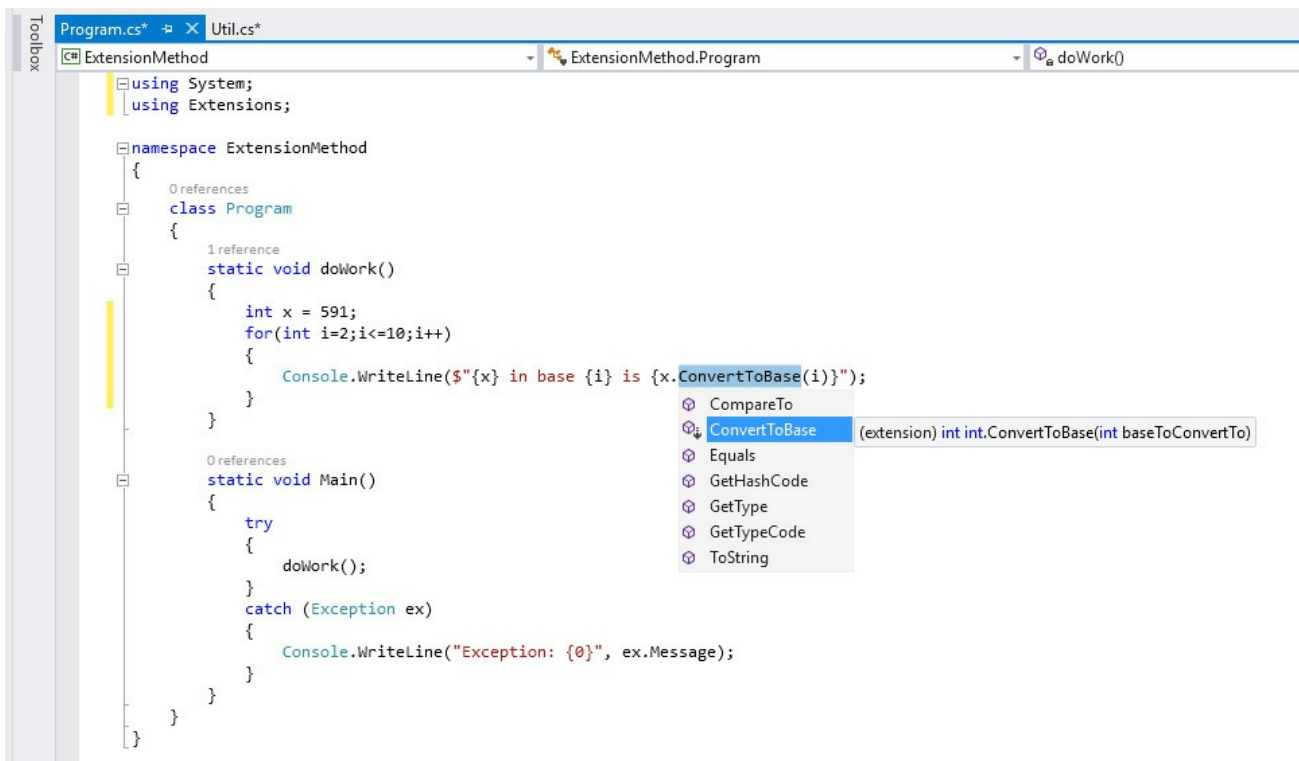 Toolbox
Program.cs* Util.cs*
C# ExtensionMethod ExtensionMethod.Program doWork()
using System;
using Extensions;
namespace ExtensionMethod
{
0 references
class Program
{
1 reference
static void doWork()
{
int x = 591;
for(int i=2;i<=10;i++)
{
Console.WriteLine($"{x} in base {i} is {x.ConvertToBase(i)}");
}
}
CompareTo
ConvertToBase (extension) int int.ConvertToBase(int baseToConvertTo)
Equals
GetHashCode
GetType
GetTypeCode
ToString
0 references
static void Main()
{
try
{
doWork();
}
catch (Exception ex)
{
Console.WriteLine("Exception: {0}", ex.Message);
}
}
}
}